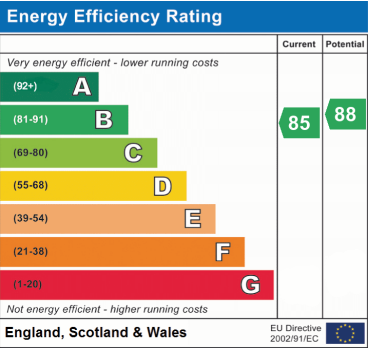 Energy Efficiency Rating
Current Potential
Very energy efficient - lower running costs
(92+) A
(81-91) B
85 88
(69-80) C
(55-68) D
(39-54) E
(21-38) F
(1-20) G
Not energy efficient - higher running costs
England, Scotland & Wales
EU Directive
2002/91/EC